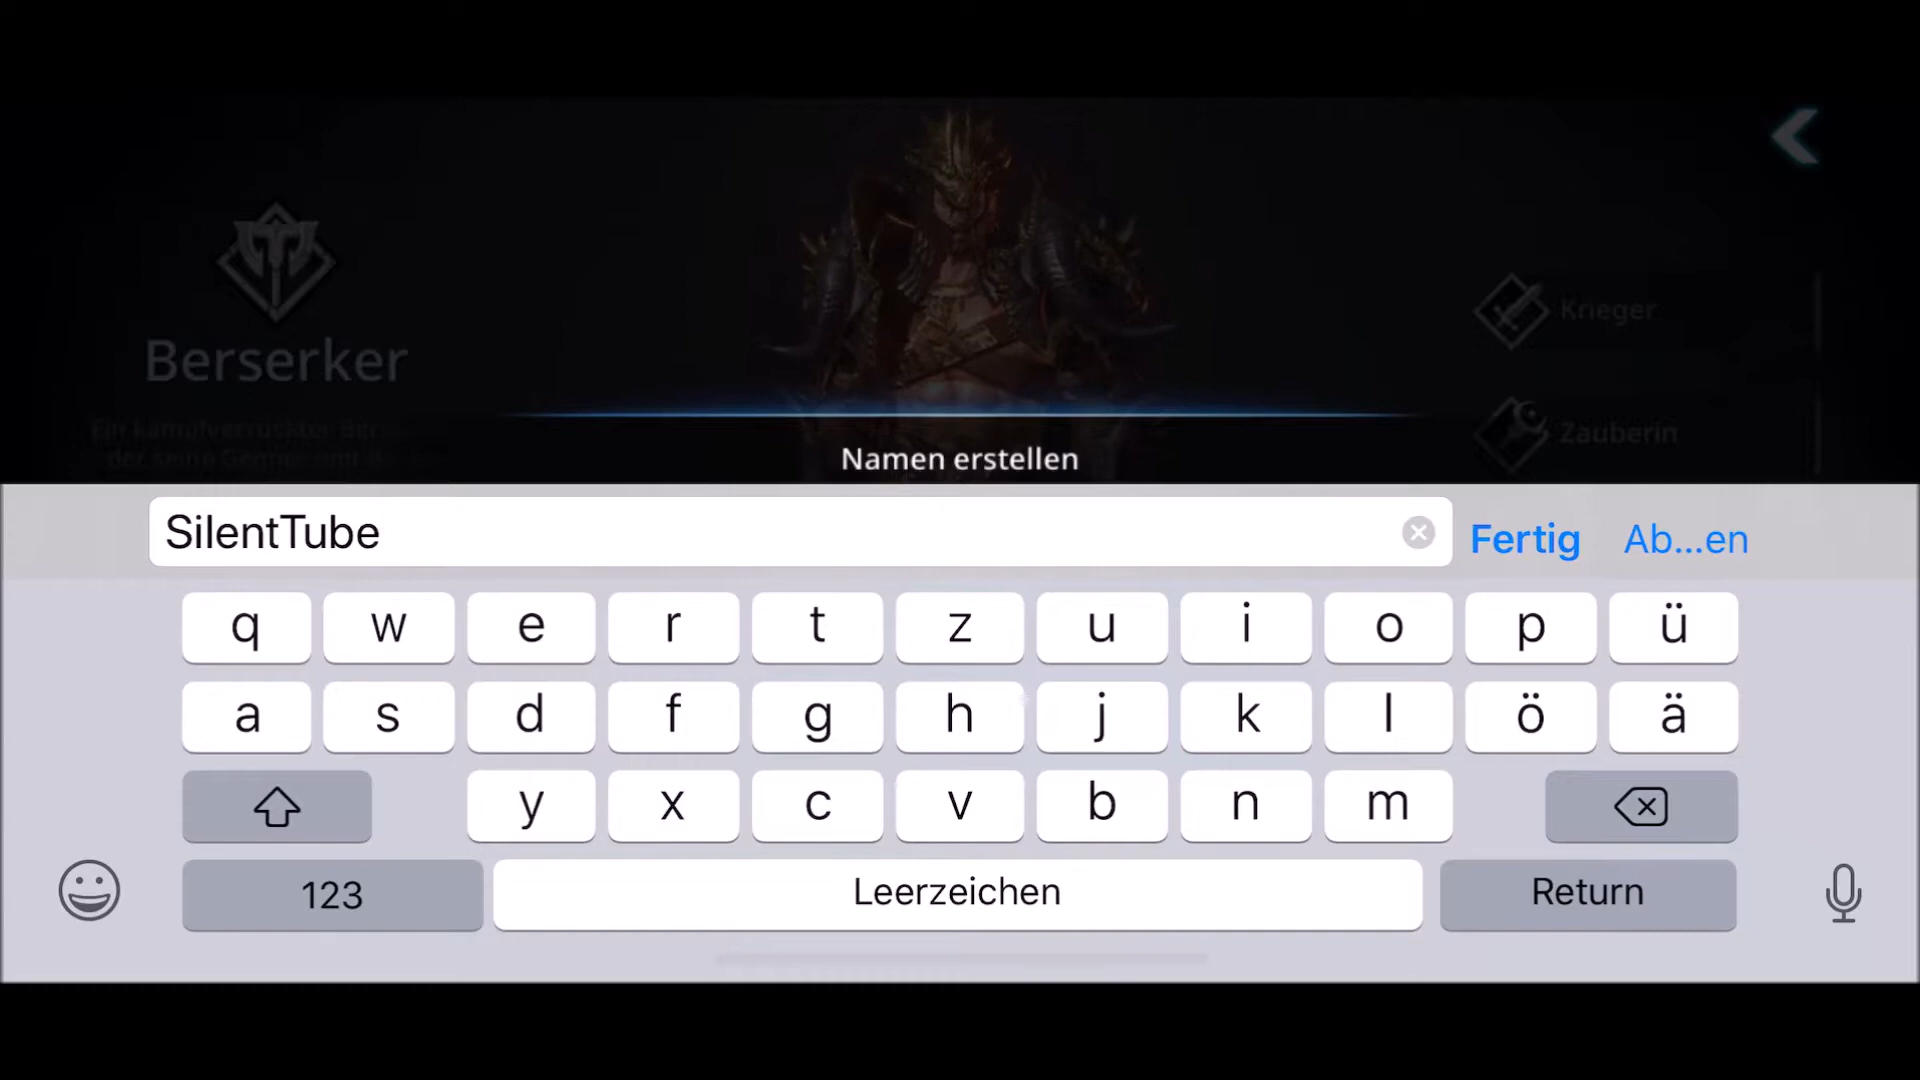 Berserker
Krieger
Zauberin
Namen erstellen
SilentTube
Fertig Ab...en
q w e r t z u i o p ü
a s d f g h j k l ö ä
y x c v b n m
123 Leerzeichen Return